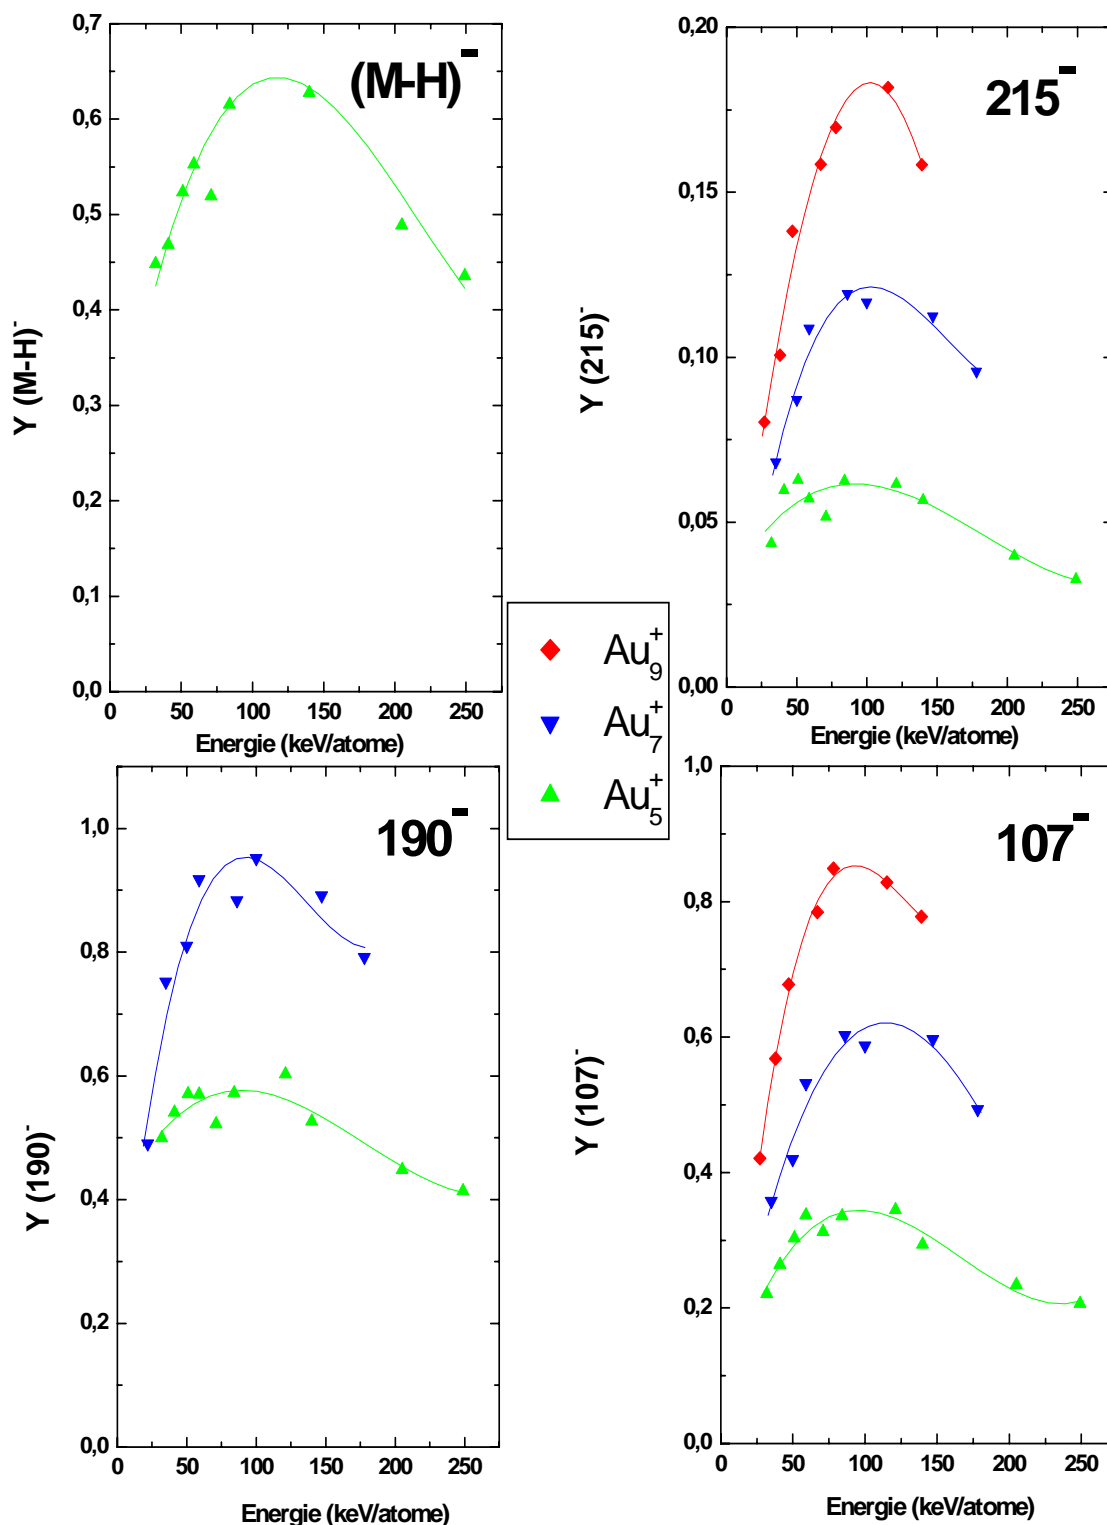 (M-H)-
Y (M-H)-
0,7
0,6
0,5
0,4
0,3
0,2
0,1
0,0
0 50 100 150 200 250
Energie (keV/atome)
215-
Y (215)-
0,20
0,15
0,10
0,05
0,00
0 50 100 150 200 250
Energie (keV/atome)
Au9+
Au7+
Au5+
190-
Y (190)-
1,0
0,8
0,6
0,4
0,2
0,0
0 50 100 150 200 250
Energie (keV/atome)
107-
Y (107)-
1,0
0,8
0,6
0,4
0,2
0,0
0 50 100 150 200 250
Energie (keV/atome)